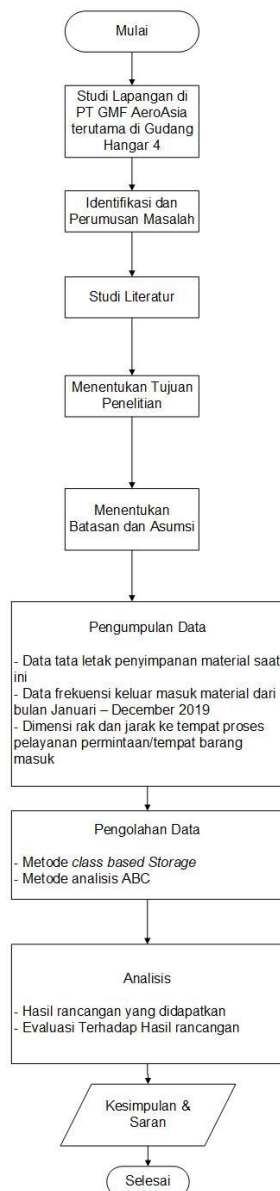 Mulai
Studi Lapangan di
PT GMF AeroAsia
terutama di Gudang
Hangar 4
Identifikasi dan
Perumusan Masalah
Studi Literatur
Menentukan Tujuan
Penelitian
Menentukan
Batasan dan Asumsi
Pengumpulan Data
- Data tata letak penyimpanan material saat
ini
- Data frekuensi keluar masuk material dari
bulan Januari – December 2019
- Dimensi rak dan jarak ke tempat proses
pelayanan permintaan/tempat barang
masuk
Pengolahan Data
- Metode class based Storage
- Metode analisis ABC
Analisis
- Hasil rancangan yang didapatkan
- Evaluasi Terhadap Hasil rancangan
Kesimpulan &
Saran
Selesai